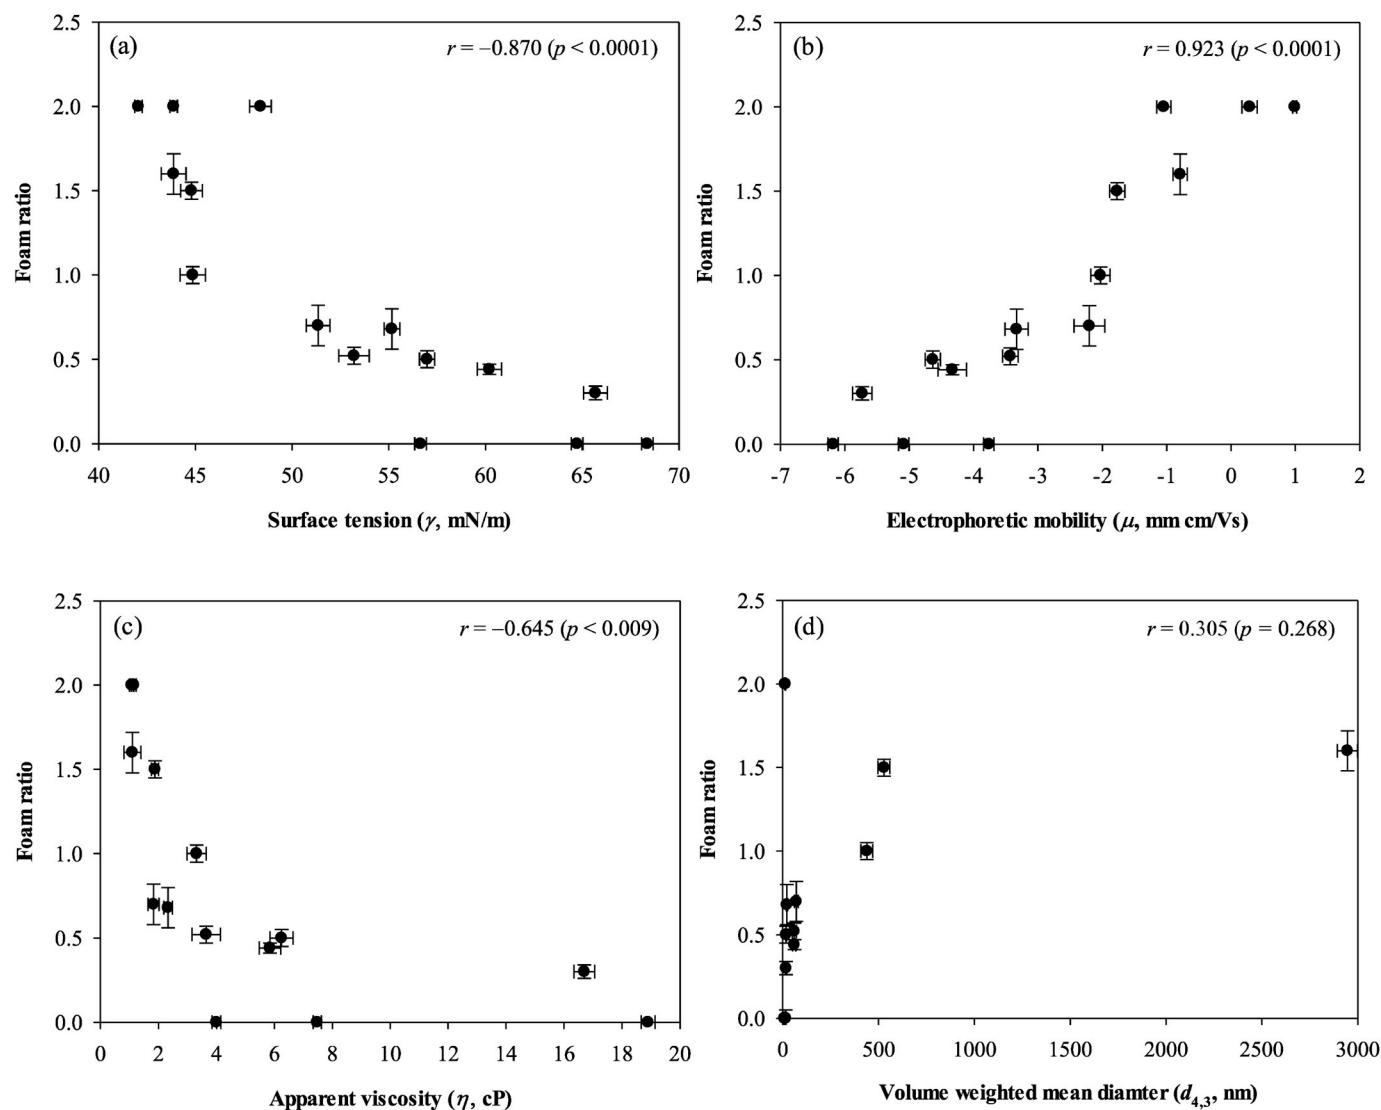 (a)
r = –0.870 (p < 0.0001)
2.5
2.0
1.5
1.0
0.5
0.0
Foam ratio
40 45 50 55 60 65 70
Surface tension (γ, mN/m)
(b)
r = 0.923 (p < 0.0001)
2.5
2.0
1.5
1.0
0.5
0.0
Foam ratio
-7 -6 -5 -4 -3 -2 -1 0 1 2
Electrophoretic mobility (μ, mm cm/Vs)
(c)
r = –0.645 (p < 0.009)
2.5
2.0
1.5
1.0
0.5
0.0
Foam ratio
0 2 4 6 8 10 12 14 16 18 20
Apparent viscosity (η, cP)
(d)
r = 0.305 (p = 0.268)
2.5
2.0
1.5
1.0
0.5
0.0
Foam ratio
0 500 1000 1500 2000 2500 3000
Volume weighted mean diamter (d4,3, nm)